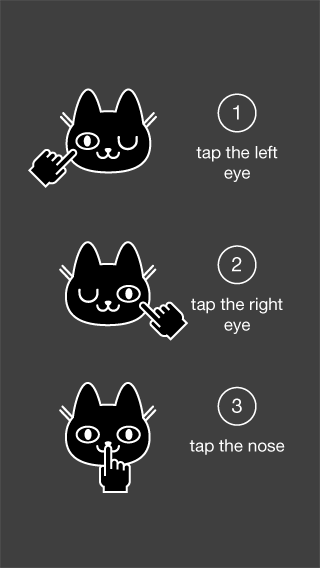 1
tap the left
eye
2
tap the right
eye
3
tap the nose